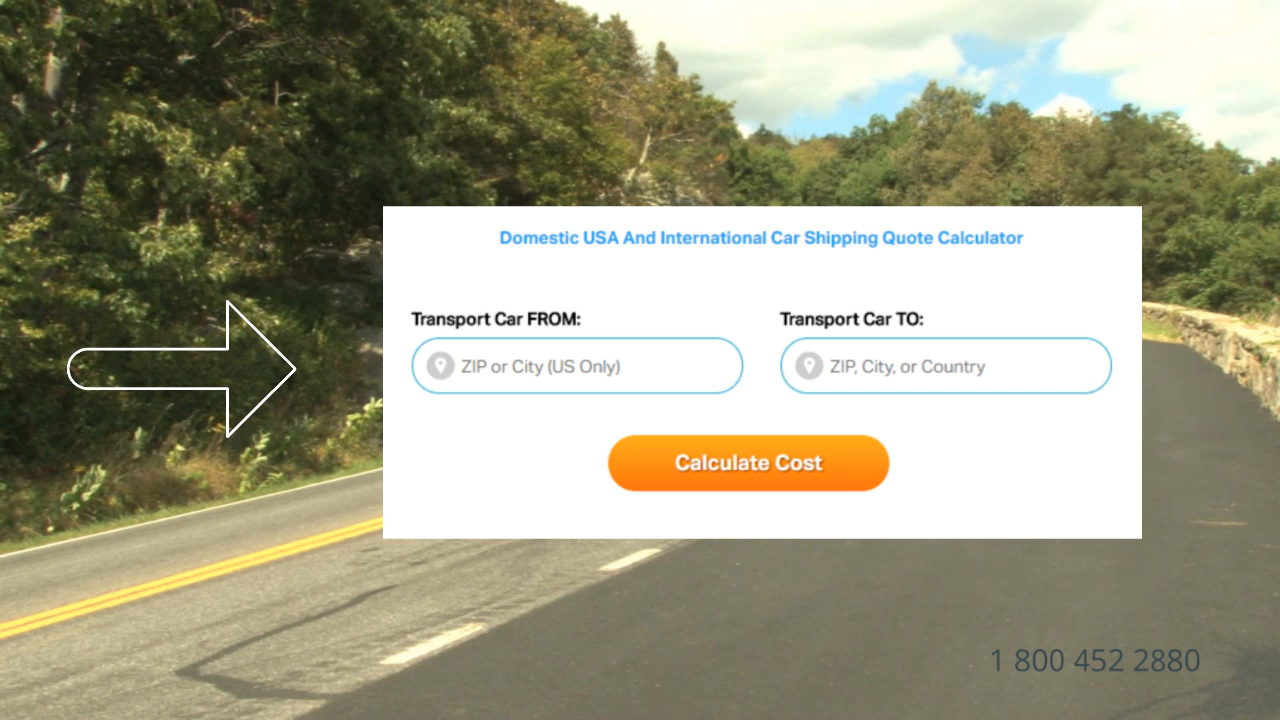 Domestic USA And International Car Shipping Quote Calculator
Transport Car FROM:
Transport Car TO:
ZIP or City (US Only)
ZIP, City, or Country
Calculate Cost
1 800 452 2880